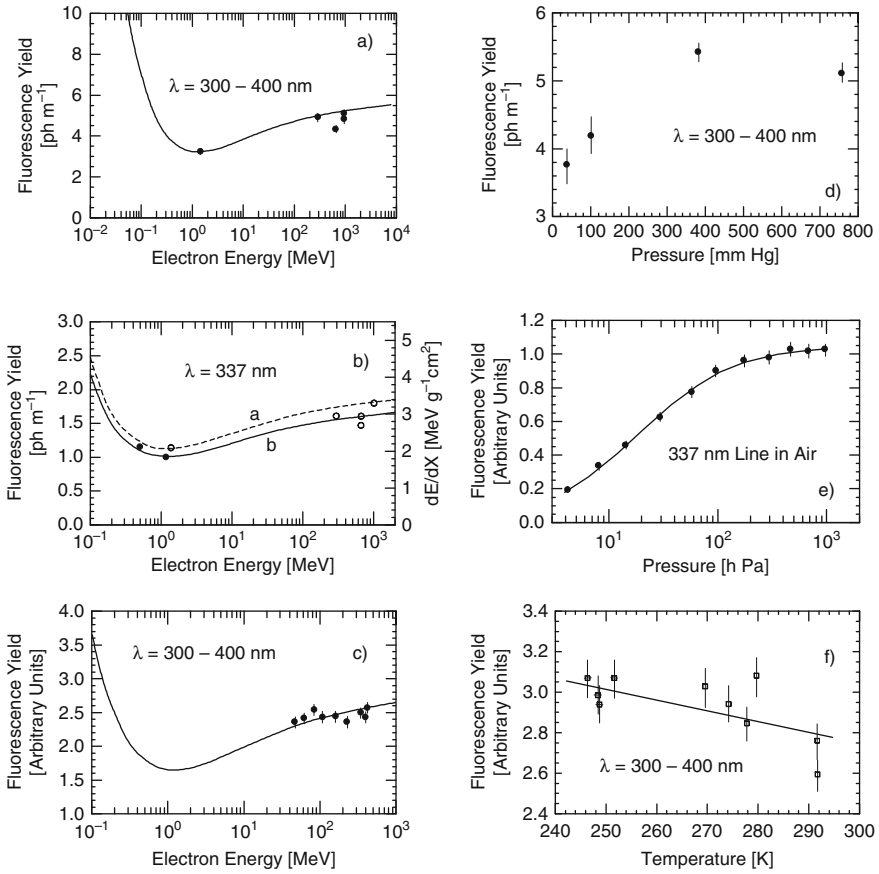 Fluorescence Yield
[ph m⁻¹]
10
8
6
4
2
0
a)
λ = 300 – 400 nm
10⁻² 10⁻¹ 10⁰ 10¹ 10² 10³ 10⁴
Electron Energy [MeV]
Fluorescence Yield
[ph m⁻¹]
6
5
4
3
λ = 300 – 400 nm
d)
0 100 200 300 400 500 600 700 800
Pressure [mm Hg]
Fluorescence Yield
[ph m⁻¹]
3.0
2.5
2.0
1.5
1.0
0.5
0.0
b)
λ = 337 nm
a
b
5
4
3
2
1
0
dE/dX [MeV g⁻¹cm²]
10⁻¹ 10⁰ 10¹ 10² 10³
Electron Energy [MeV]
Fluorescence Yield
[Arbitrary Units]
1.2
1.0
0.8
0.6
0.4
0.2
0.0
337 nm Line in Air
e)
10¹ 10² 10³
Pressure [h Pa]
Fluorescence Yield
[Arbitrary Units]
4.0
3.5
3.0
2.5
2.0
1.5
1.0
λ = 300 – 400 nm
c)
10⁻¹ 10⁰ 10¹ 10² 10³
Electron Energy [MeV]
Fluorescence Yield
[Arbitrary Units]
3.4
3.2
3.0
2.8
2.6
2.4
f)
λ = 300 – 400 nm
240 250 260 270 280 290 300
Temperature [K]